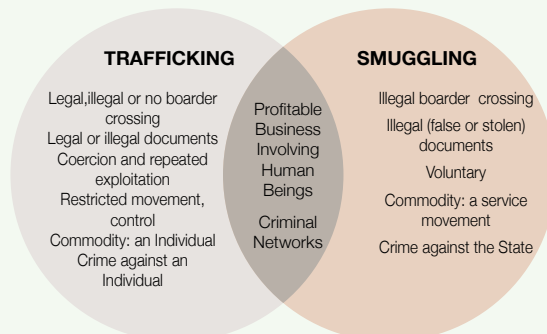 TRAFFICKING
Legal,illegal or no boarder
crossing
Legal or illegal documents
Coercion and repeated
exploitation
Restricted movement,
control
Commodity: an Individual
Crime against an
Individual
Profitable
Business
Involving
Human
Beings
Criminal
Networks
SMUGGLING
Illegal boarder crossing
Illegal (false or stolen)
documents
Voluntary
Commodity: a service
movement
Crime against the State